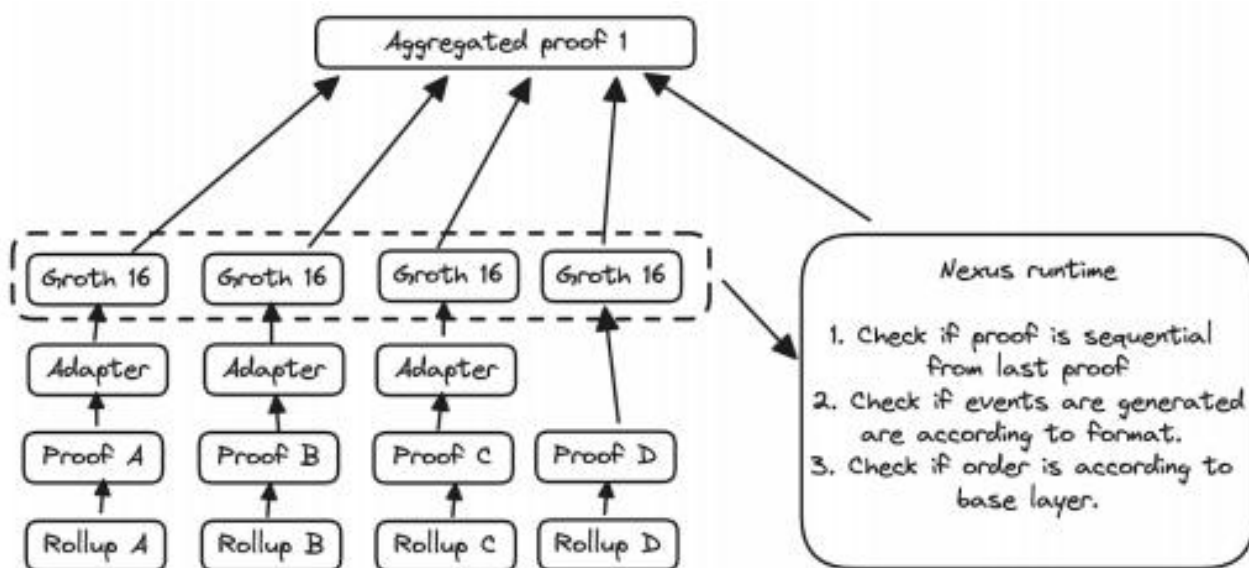 Aggregated proof 1
Groth 16
Groth 16
Groth 16
Groth 16
Adapter
Adapter
Adapter
Proof A
Proof B
Proof C
Proof D
Rollup A
Rollup B
Rollup C
Rollup D
Nexus runtime
1. Check if proof is sequential
from last proof
2. Check if events are generated
are according to format.
3. Check if order is according to
base layer.